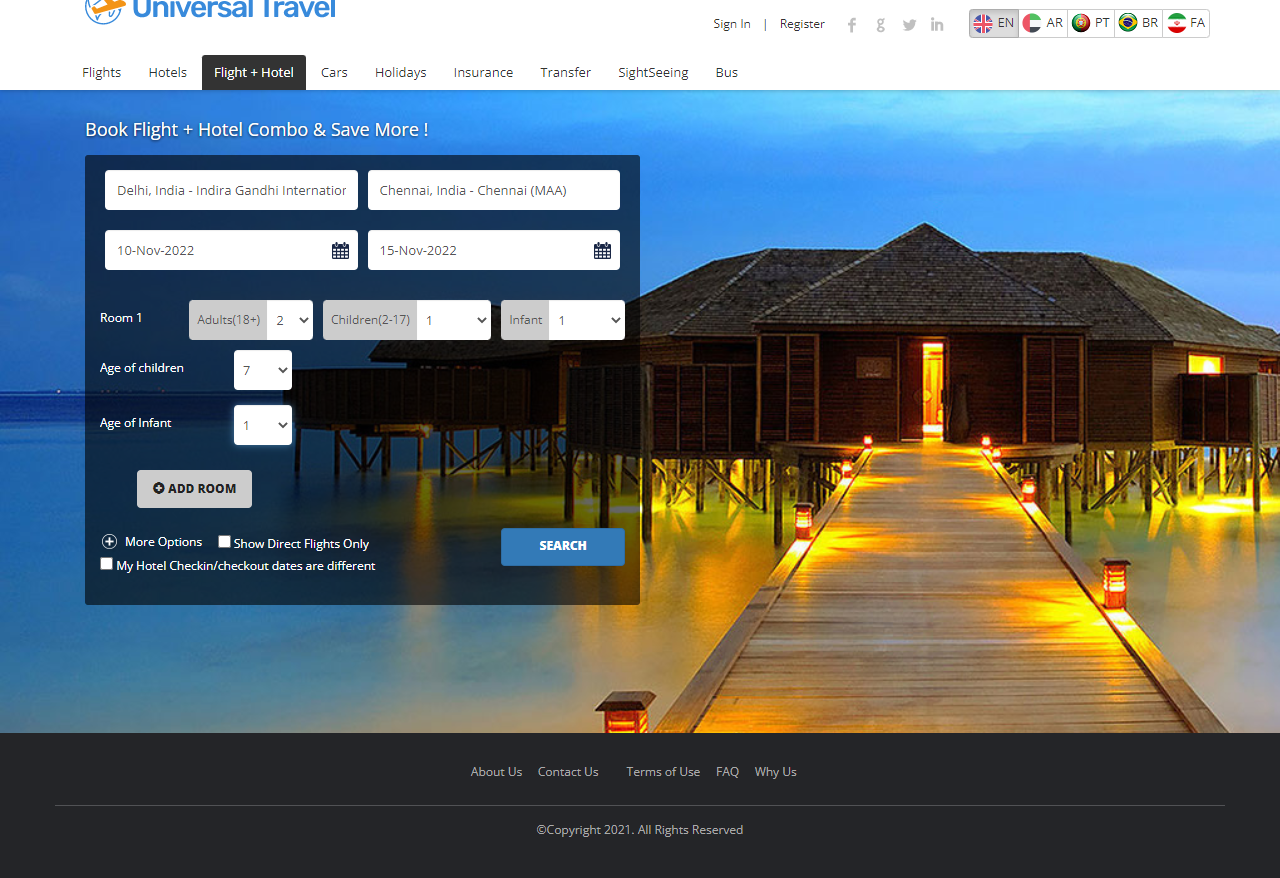 Universal Travel
Sign In | Register
EN AR PT BR FA
Flights Hotels Flight + Hotel Cars Holidays Insurance Transfer SightSeeing Bus
Book Flight + Hotel Combo & Save More !
Delhi, India - Indira Gandhi Internation Chennai, India - Chennai (MAA)
10-Nov-2022 15-Nov-2022
Room 1 Adults(18+) 2 Children(2-17) 1 Infant 1
Age of children 7
Age of Infant 1
ADD ROOM
More Options Show Direct Flights Only SEARCH
My Hotel Checkin/checkout dates are different
About Us Contact Us Terms of Use FAQ Why Us
©Copyright 2021. All Rights Reserved